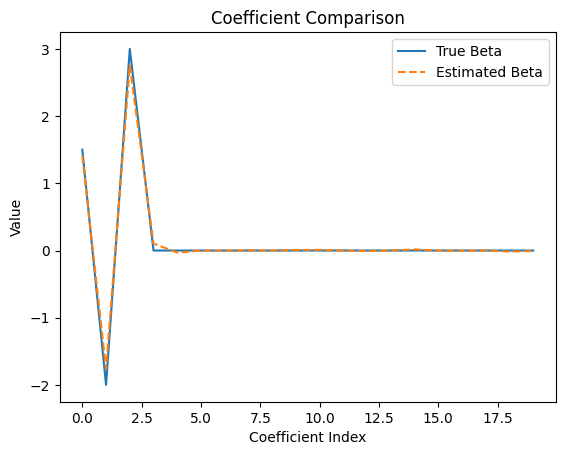 Coefficient Comparison
True Beta
Estimated Beta
3
2
1
0
−1
−2
Value
0.0 2.5 5.0 7.5 10.0 12.5 15.0 17.5
Coefficient Index